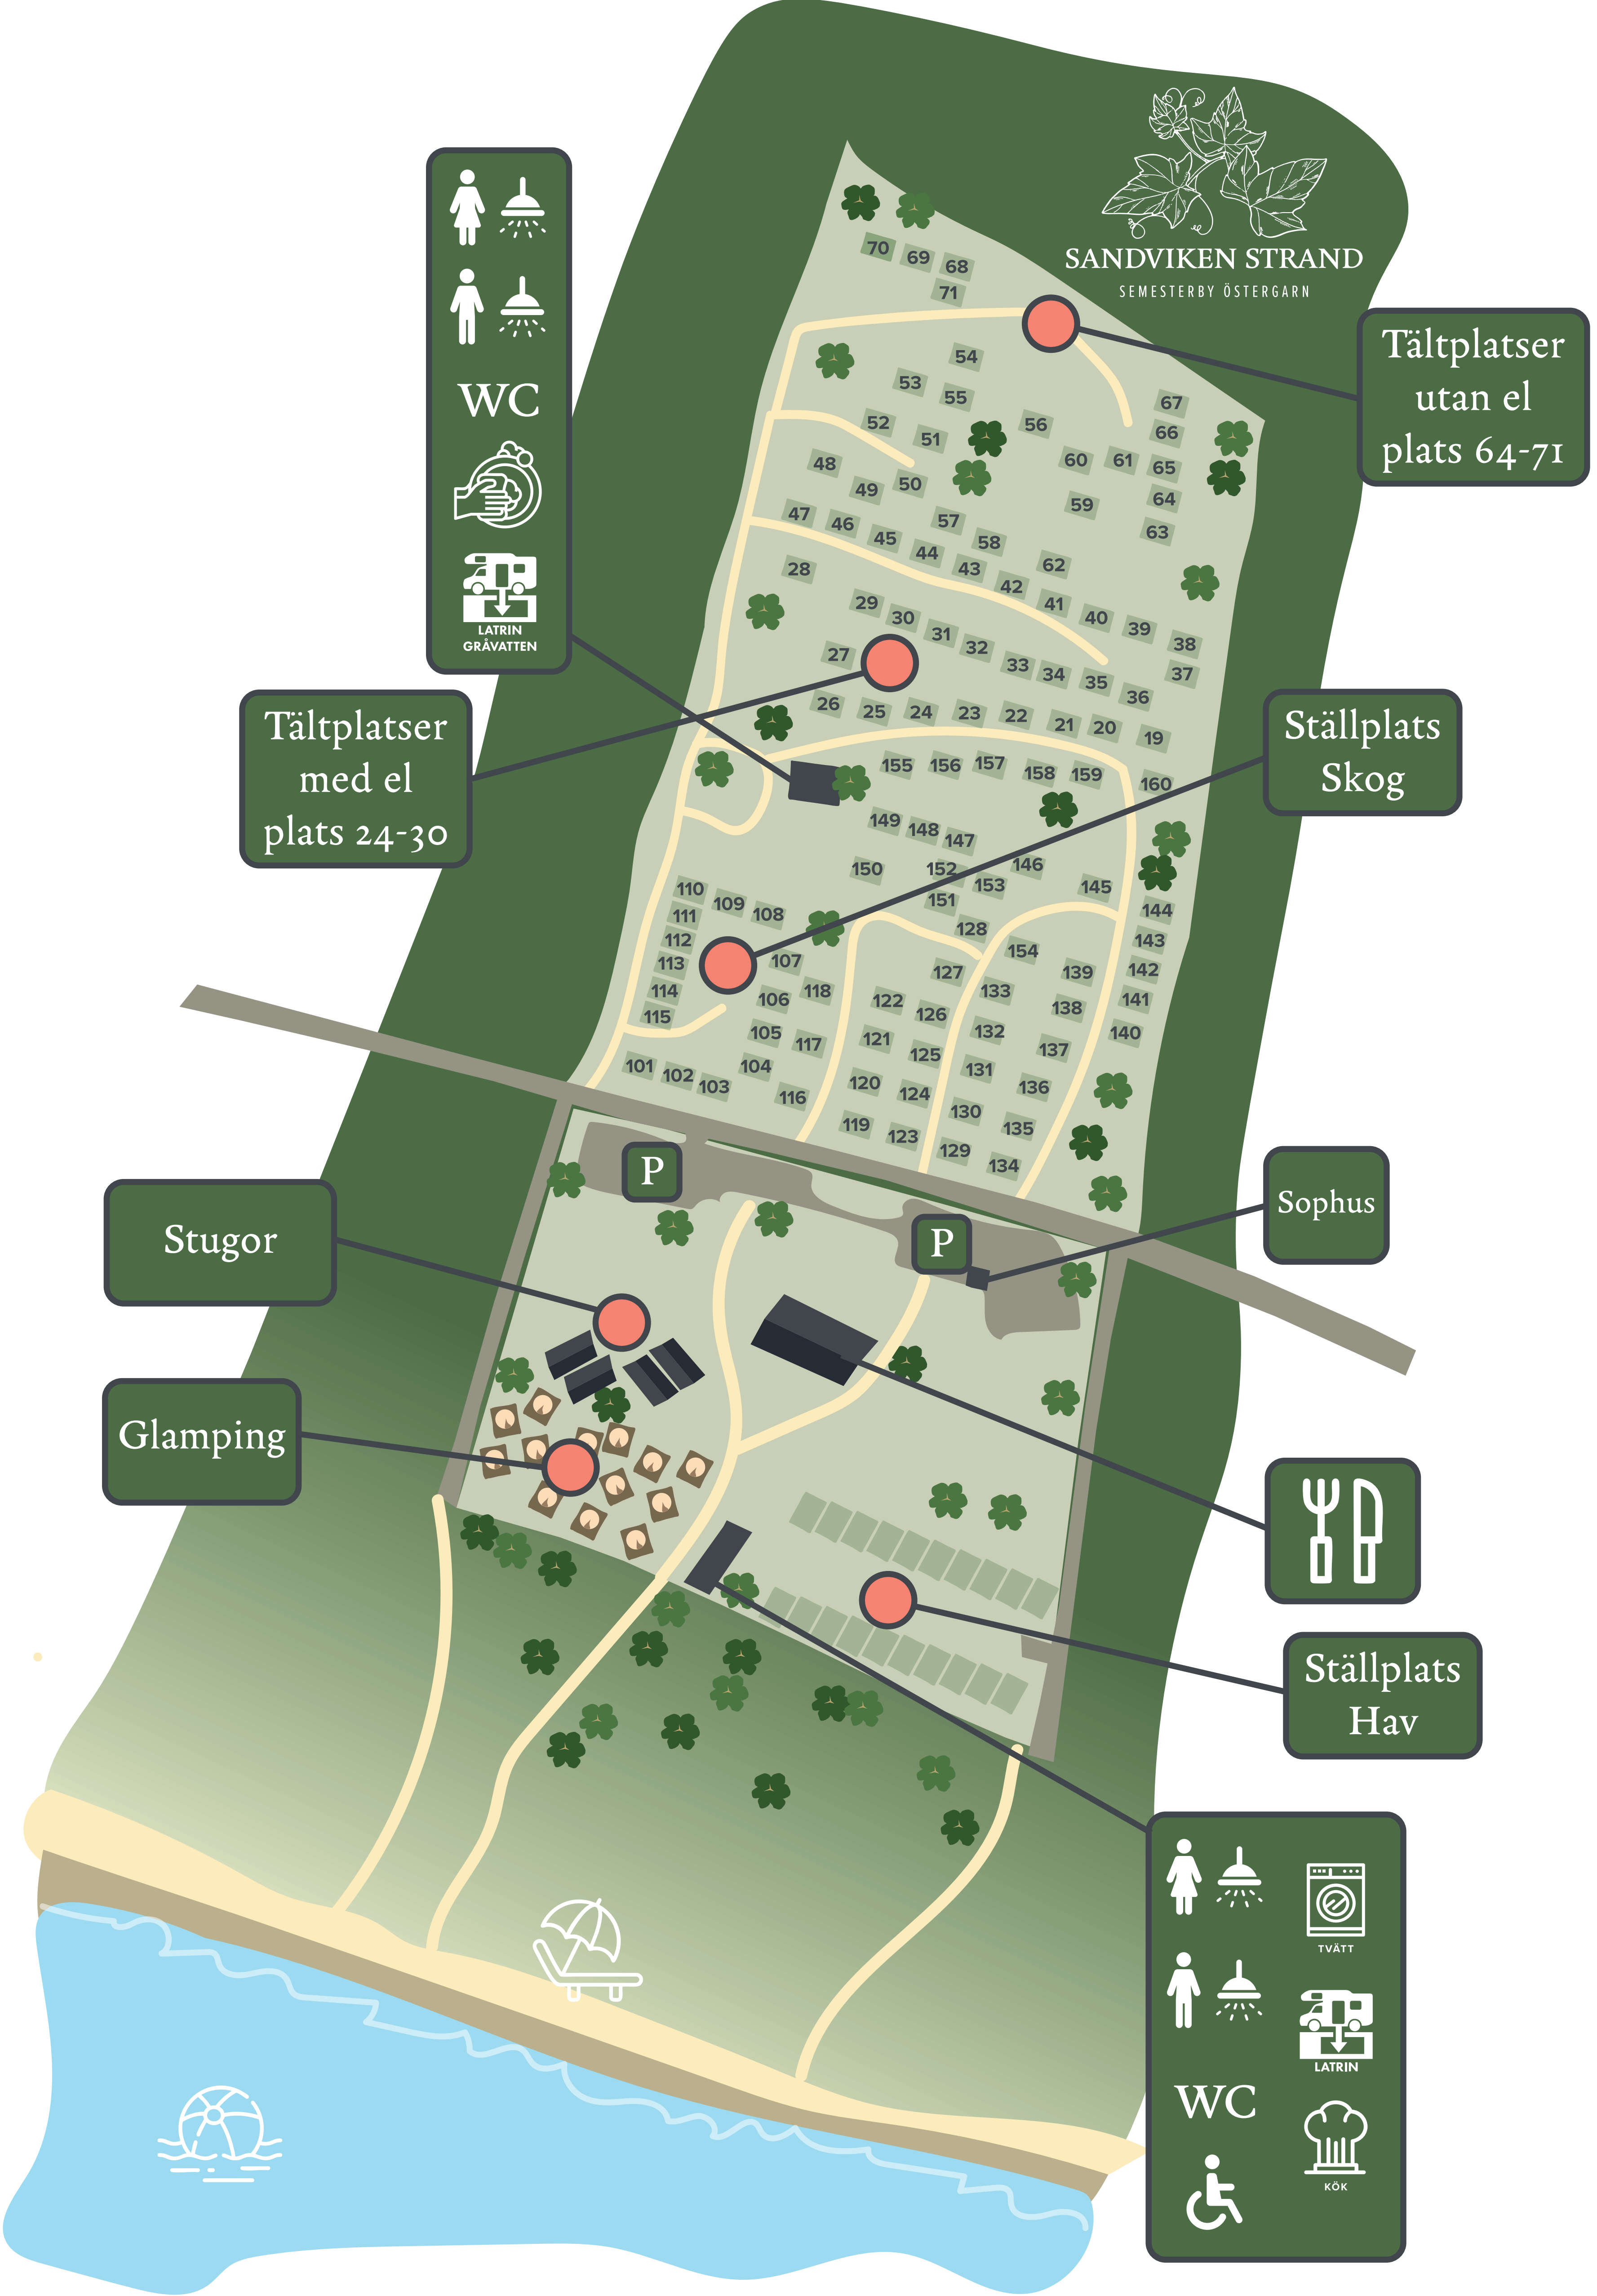 SANDVIKEN STRAND
SEMESTERBY ÖSTERGARN
WC
LATRIN
GRÅVATTEN
Tältplatser
utan el
plats 64-71
Tältplatser
med el
plats 24-30
Ställplats
Skog
70 69 68
71
54
53 55
52 51 56 67
66
48 49 50 60 61 65
64
59 63
47 46 45 44 57 58
43 42 62
41 40 39 38
28
29 30 31 32 33 34 35 36 37
27
26 25 24 23 22 21 20 19
155 156 157 158 159 160
149 148 147
150 152 146
151 153 145
110 109 108 128 144
111 154 143
112 107 127 139 142
113 118 133 138 141
114 106 122 126 140
115 105 117 121 125 132 137
101 102 103 104 116 120 124 131 136
119 123 130 135
129 134
P
P
Sophus
Stugor
Glamping
Ställplats
Hav
TVÄTT
LATRIN
WC
KÖK